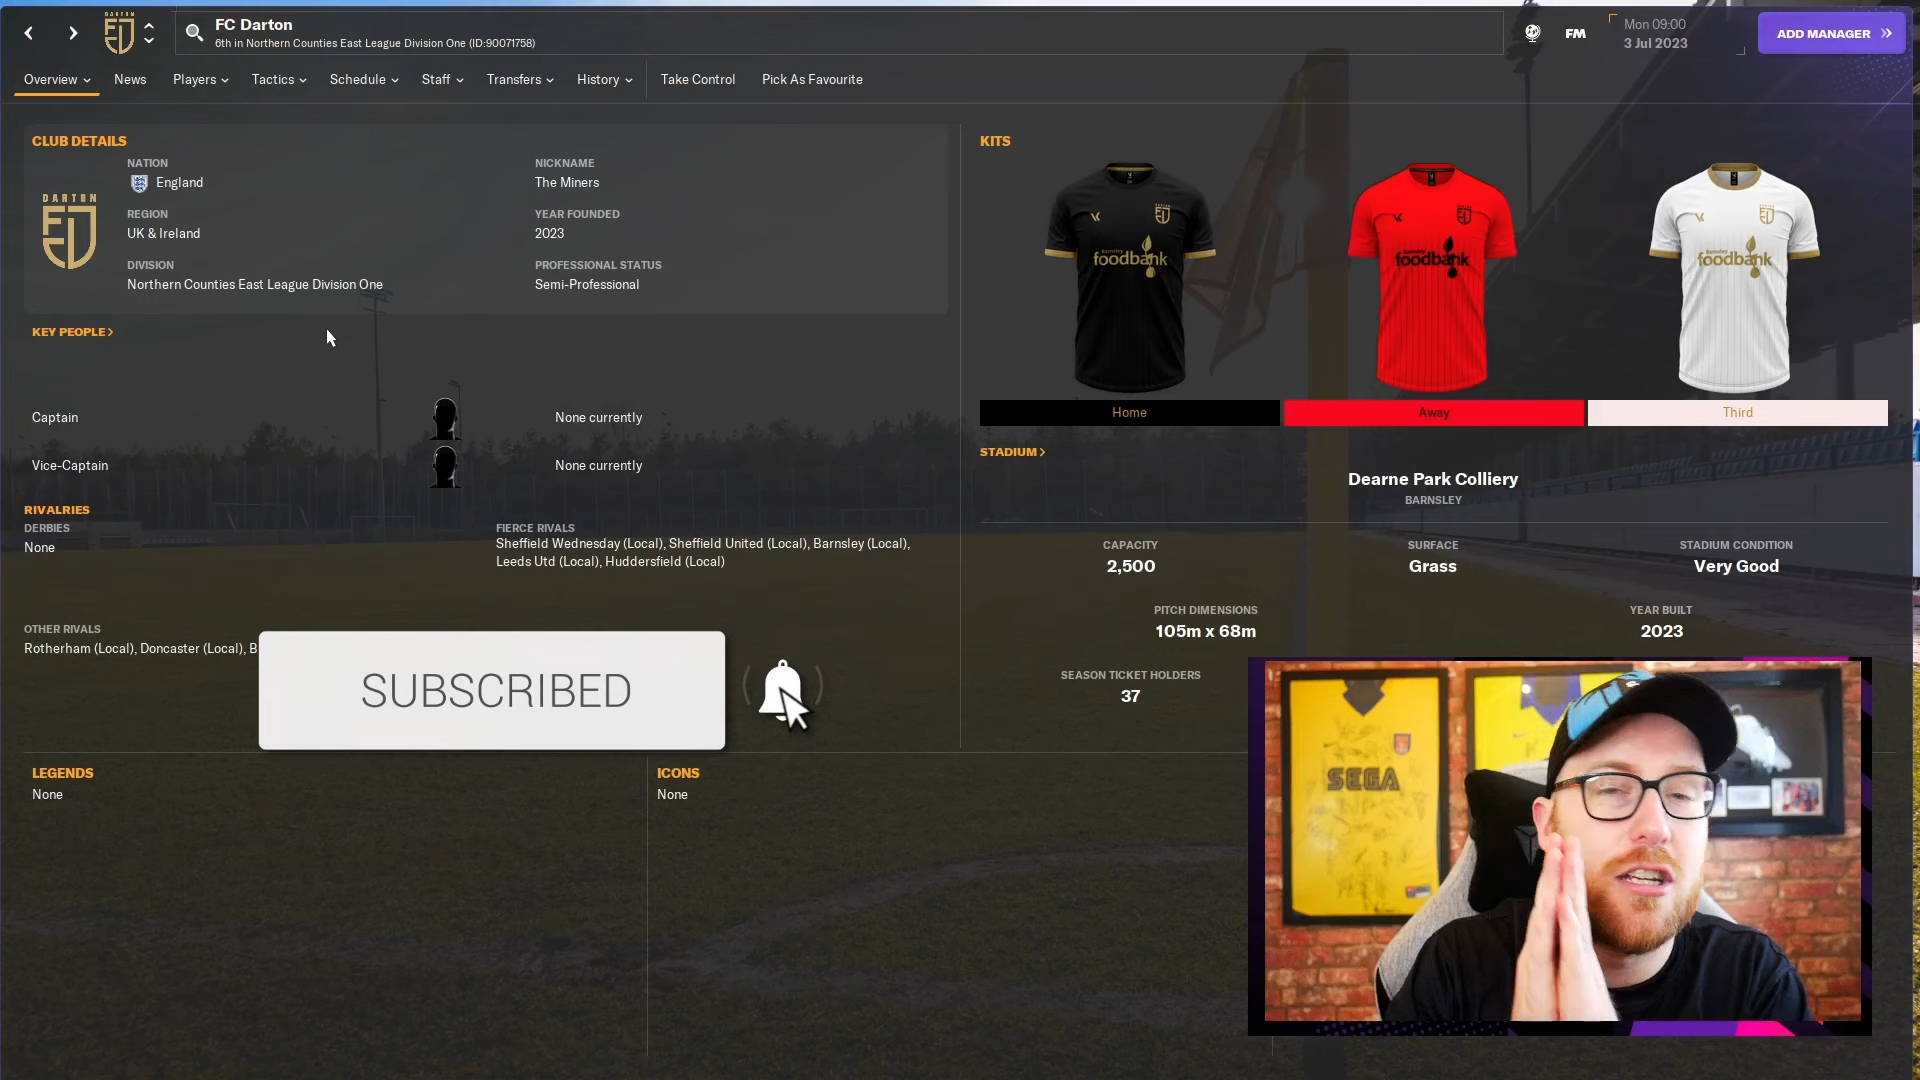 FC Darton
6th in Northern Counties East League Division One (ID:90071758)
FM
Mon 09:00
3 Jul 2023
ADD MANAGER
Overview
News
Players
Tactics
Schedule
Staff
Transfers
History
Take Control
Pick As Favourite
CLUB DETAILS
DARTON
NATION
England
NICKNAME
The Miners
REGION
UK & Ireland
YEAR FOUNDED
2023
DIVISION
Northern Counties East League Division One
PROFESSIONAL STATUS
Semi-Professional
KEY PEOPLE
Captain
None currently
Vice-Captain
None currently
RIVALRIES
DERBIES
None
FIERCE RIVALS
Sheffield Wednesday (Local), Sheffield United (Local), Barnsley (Local),
Leeds Utd (Local), Huddersfield (Local)
OTHER RIVALS
Rotherham (Local), Doncaster (Local), B
SUBSCRIBED
LEGENDS
None
ICONS
None
KITS
Barnsley
foodbank
foodbank
foodbank
Home
Away
Third
STADIUM
Dearne Park Colliery
BARNSLEY
CAPACITY
2,500
SURFACE
Grass
STADIUM CONDITION
Very Good
PITCH DIMENSIONS
105m x 68m
YEAR BUILT
2023
SEASON TICKET HOLDERS
37
SEGA